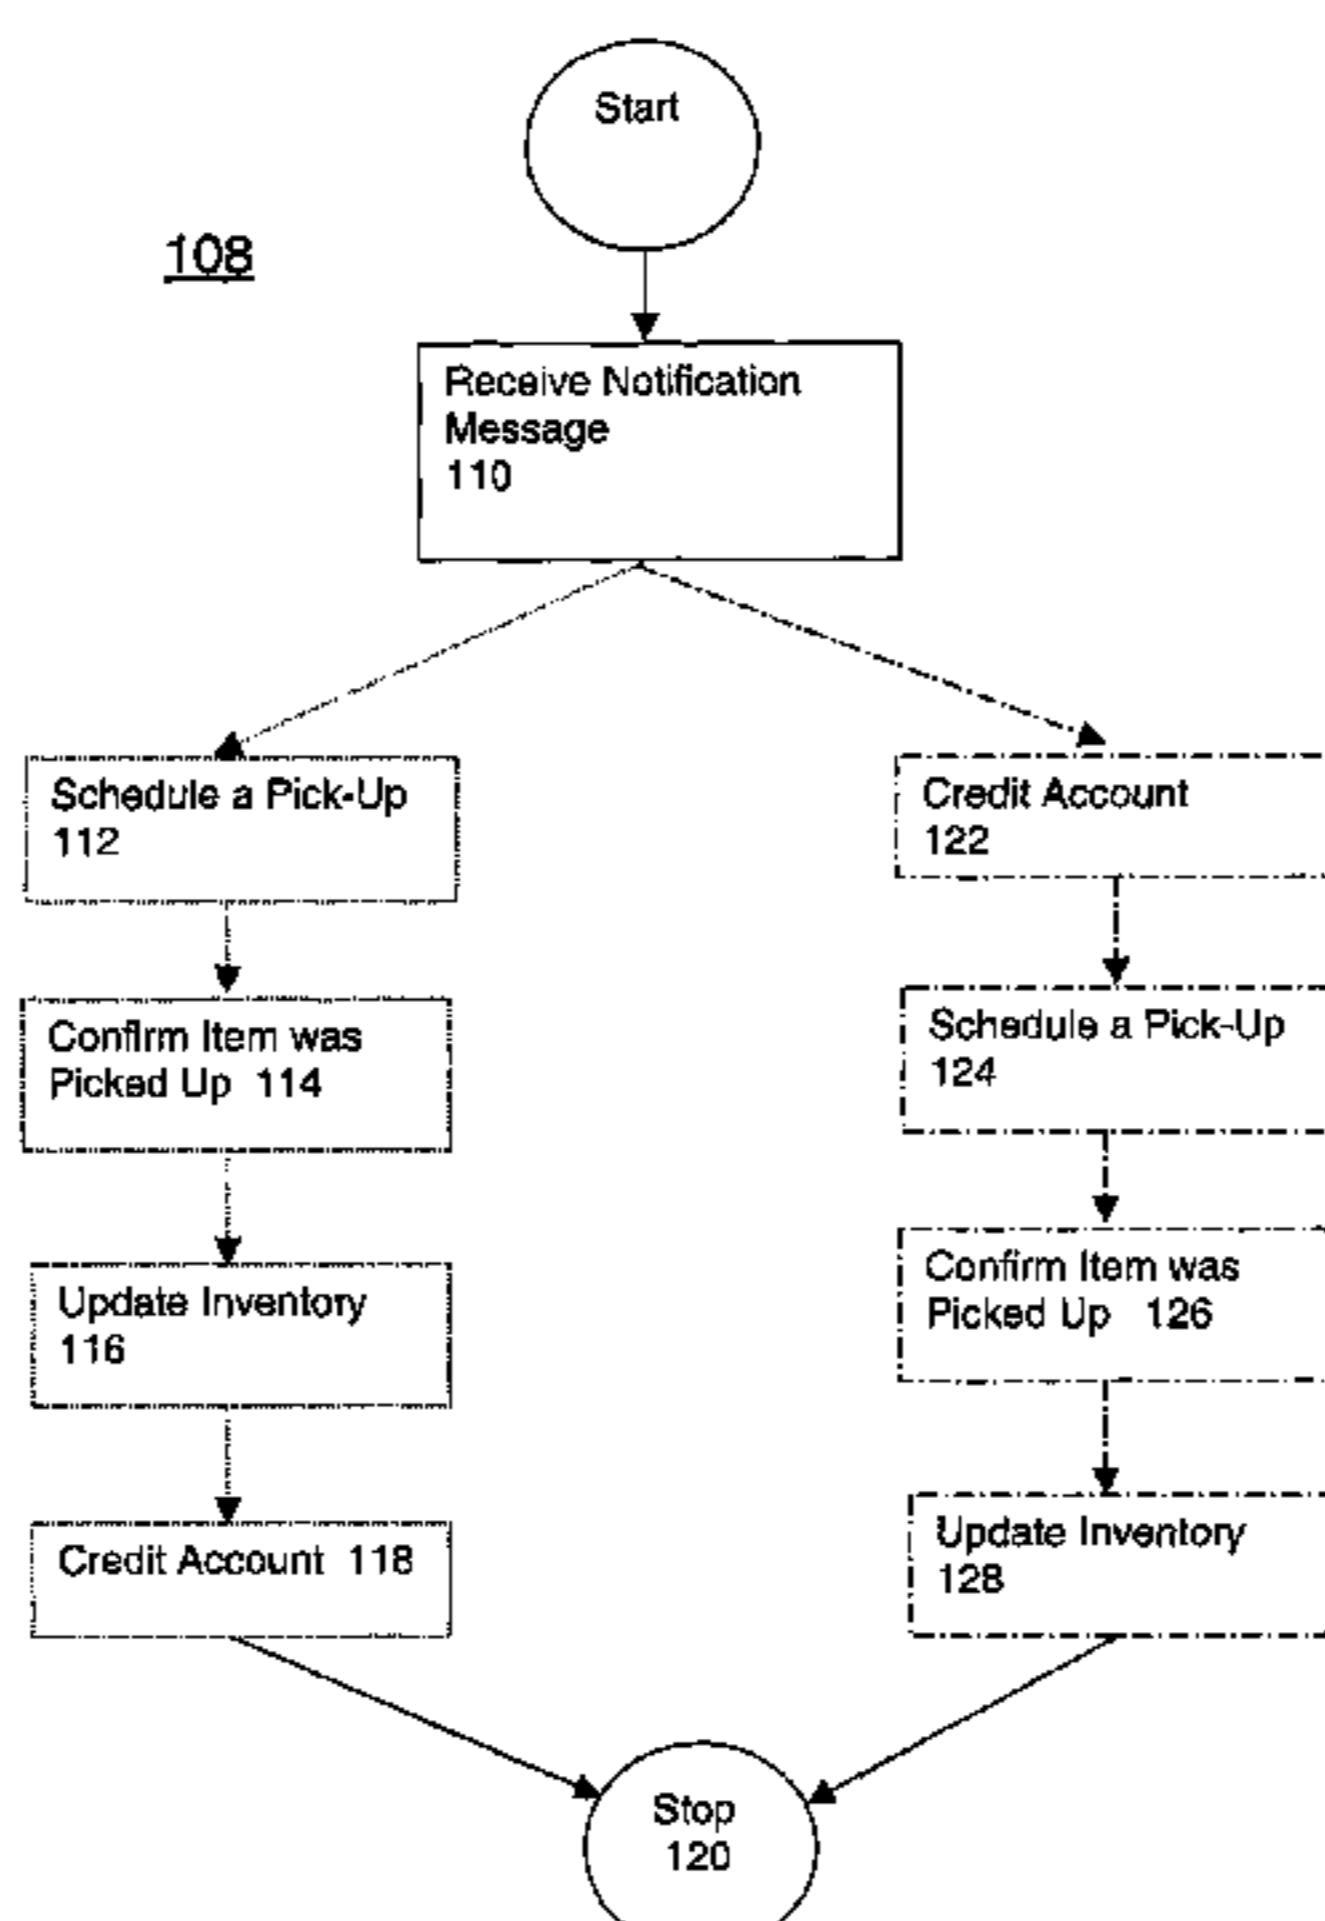 Start
108
Receive Notification
Message
110
Schedule a Pick-Up
112
Confirm Item was
Picked Up 114
Update Inventory
116
Credit Account 118
Credit Account
122
Schedule a Pick-Up
124
Confirm Item was
Picked Up 126
Update Inventory
128
Stop
120